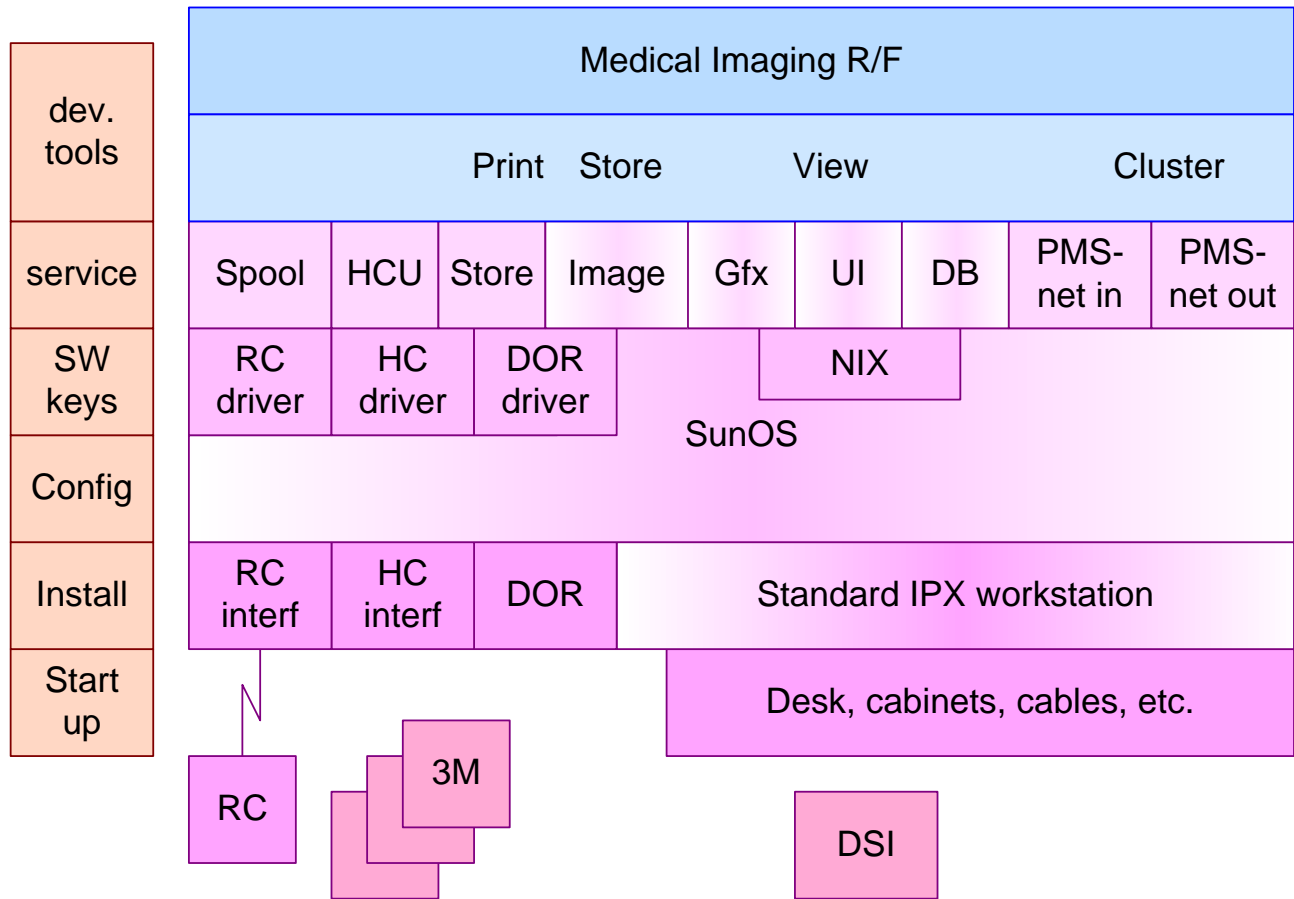 Medical Imaging R/F
dev.
tools
Print Store View Cluster
service
Spool
HCU
Store
Image
Gfx
UI
DB
PMS-
net in
PMS-
net out
SW
keys
RC
driver
HC
driver
DOR
driver
NIX
SunOS
Config
Install
RC
interf
HC
interf
DOR
Standard IPX workstation
Start
up
Desk, cabinets, cables, etc.
RC
3M
DSI